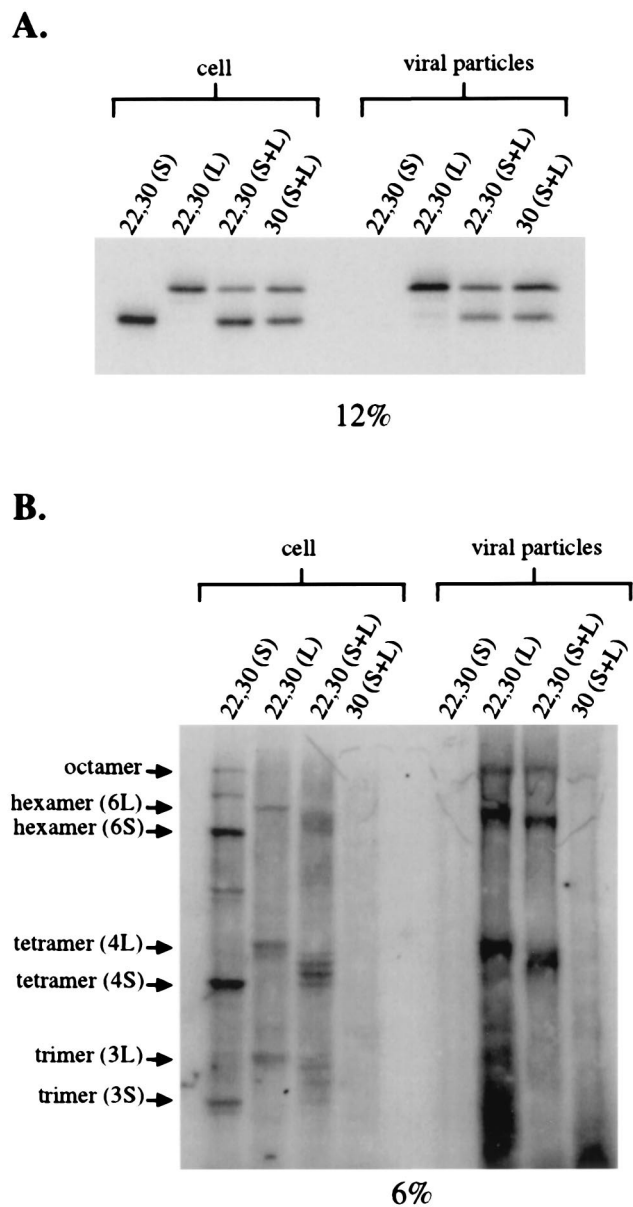 A.
cell
viral particles
22,30 (S)
22,30 (L)
22,30 (S+L)
30 (S+L)
22,30 (S)
22,30 (L)
22,30 (S+L)
30 (S+L)
12%
B.
cell
viral particles
22,30 (S)
22,30 (L)
22,30 (S+L)
30 (S+L)
22,30 (S)
22,30 (L)
22,30 (S+L)
30 (S+L)
octamer
hexamer (6L)
hexamer (6S)
tetramer (4L)
tetramer (4S)
trimer (3L)
trimer (3S)
6%